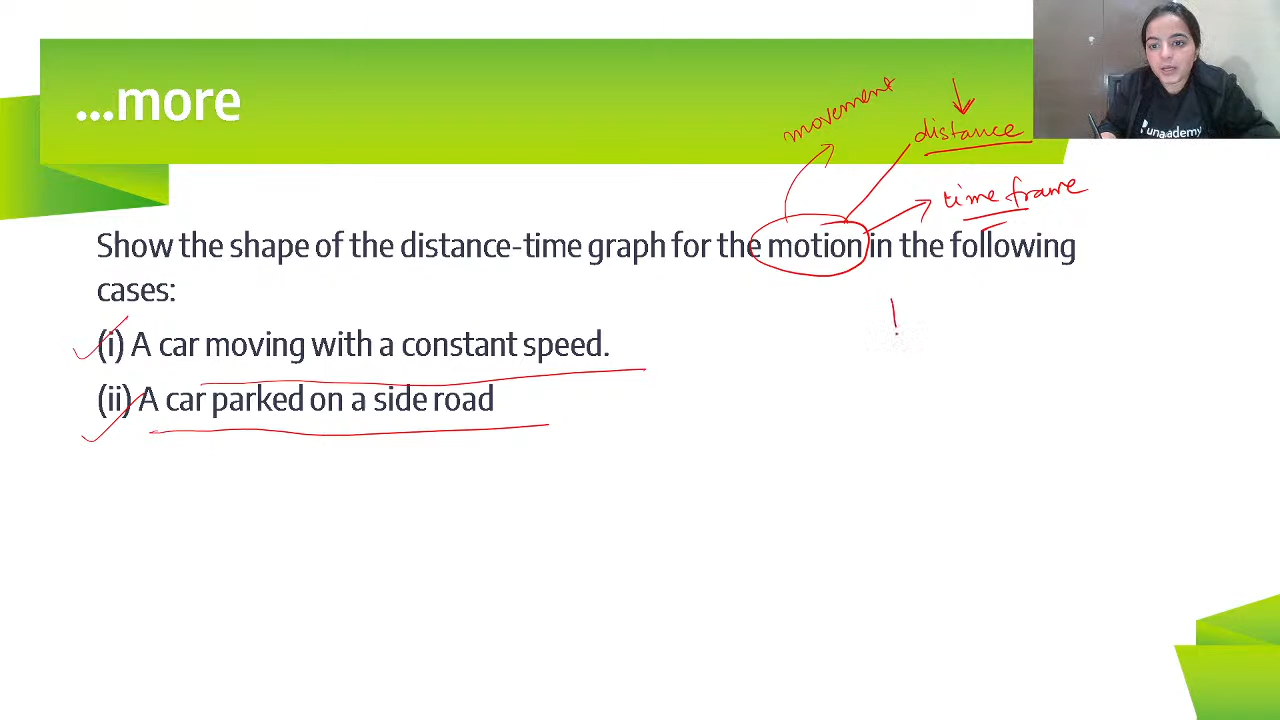 ...more
movement
distance
time frame
Show the shape of the distance-time graph for the motion in the following
cases:
(i) A car moving with a constant speed.
(ii) A car parked on a side road
unacademy